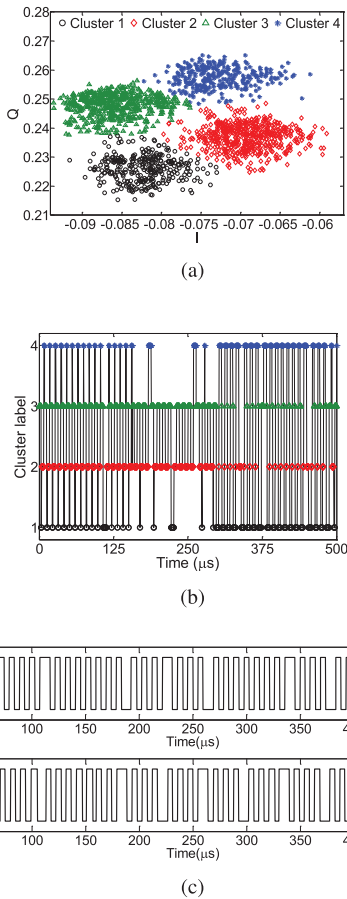 0.28
Cluster 1 Cluster 2 Cluster 3 Cluster 4
0.27
0.26
0.25
0.24
0.23
0.22
0.21
Q
-0.09 -0.085 -0.08 -0.075 -0.07 -0.065 -0.06
I
(a)
4
3
2
1
Cluster label
0 125 250 375 500
Time (μs)
(b)
100 150 200 250 300 350 4
Time(μs)
100 150 200 250 300 350 4
Time(μs)
(c)